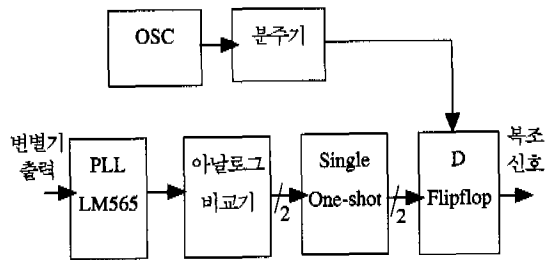 OSC
분주기
변별기
출력
PLL
LM565
아날로그
비교기
2
Single
One-shot
2
D
Flipflop
복조
신호